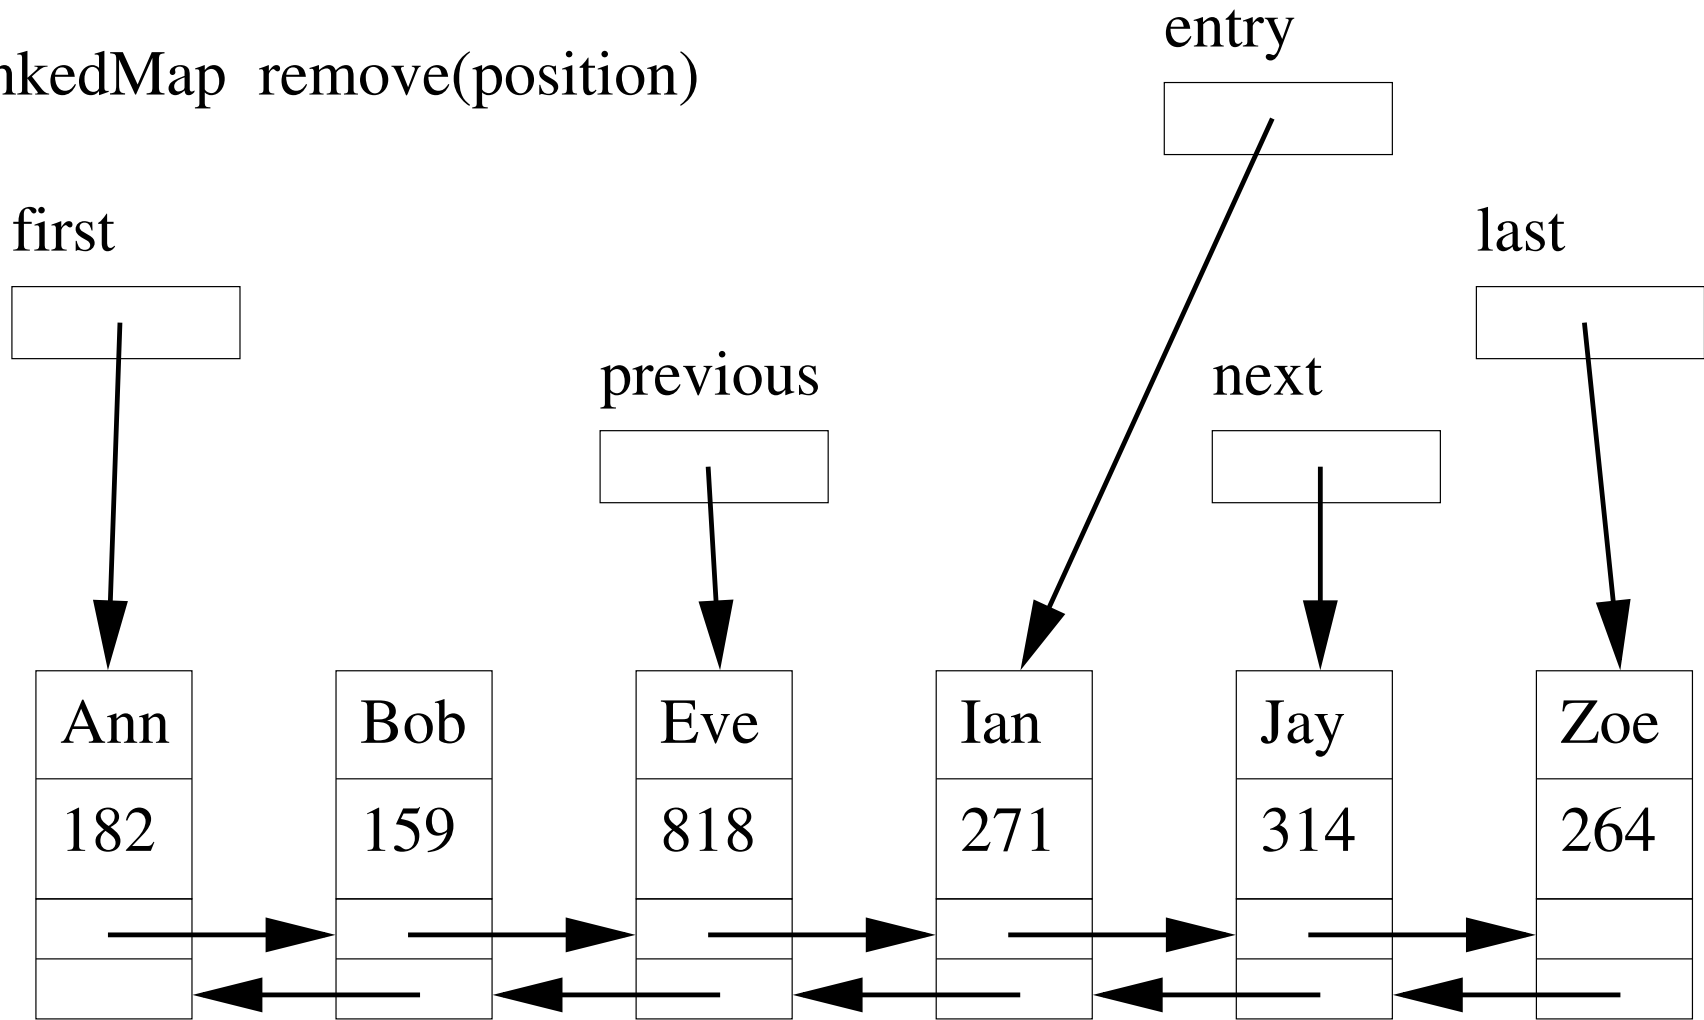 nkedMap remove(position)
entry
first
last
previous
next
Ann Bob Eve Ian Jay Zoe
182 159 818 271 314 264